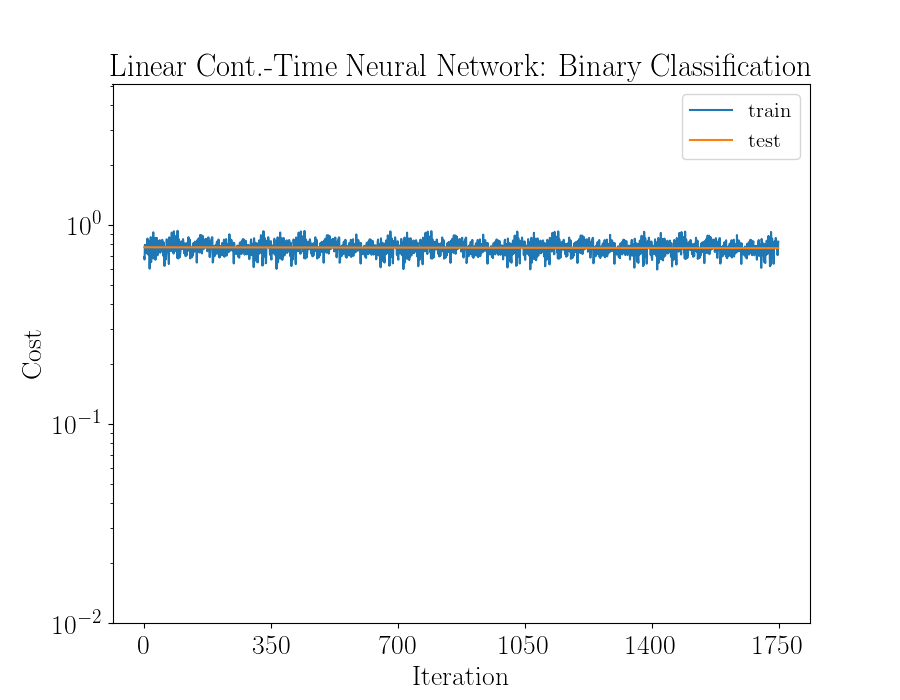 Linear Cont.-Time Neural Network: Binary Classification
train
test
10^0
10^{-1}
10^{-2}
Cost
0 350 700 1050 1400 1750
Iteration